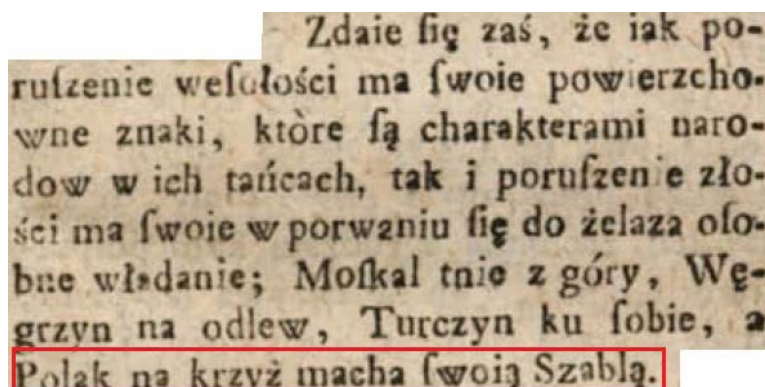 Zdaie ſię zaś, że iak po-
ruſzenie weſołości ma ſwoie powierzcho-
wne znaki, któré ſą charakterami naro-
dow w ich tańcach, tak i poruſzenie zło-
ści ma ſwoie w porwaniu ſię do żelaza oſo-
bne władanie; Moſkal tnie z góry, Wę-
grzyn na odlew, Turczyn ku ſobie, a
Polak na krzyż macha ſwoią Szablą.